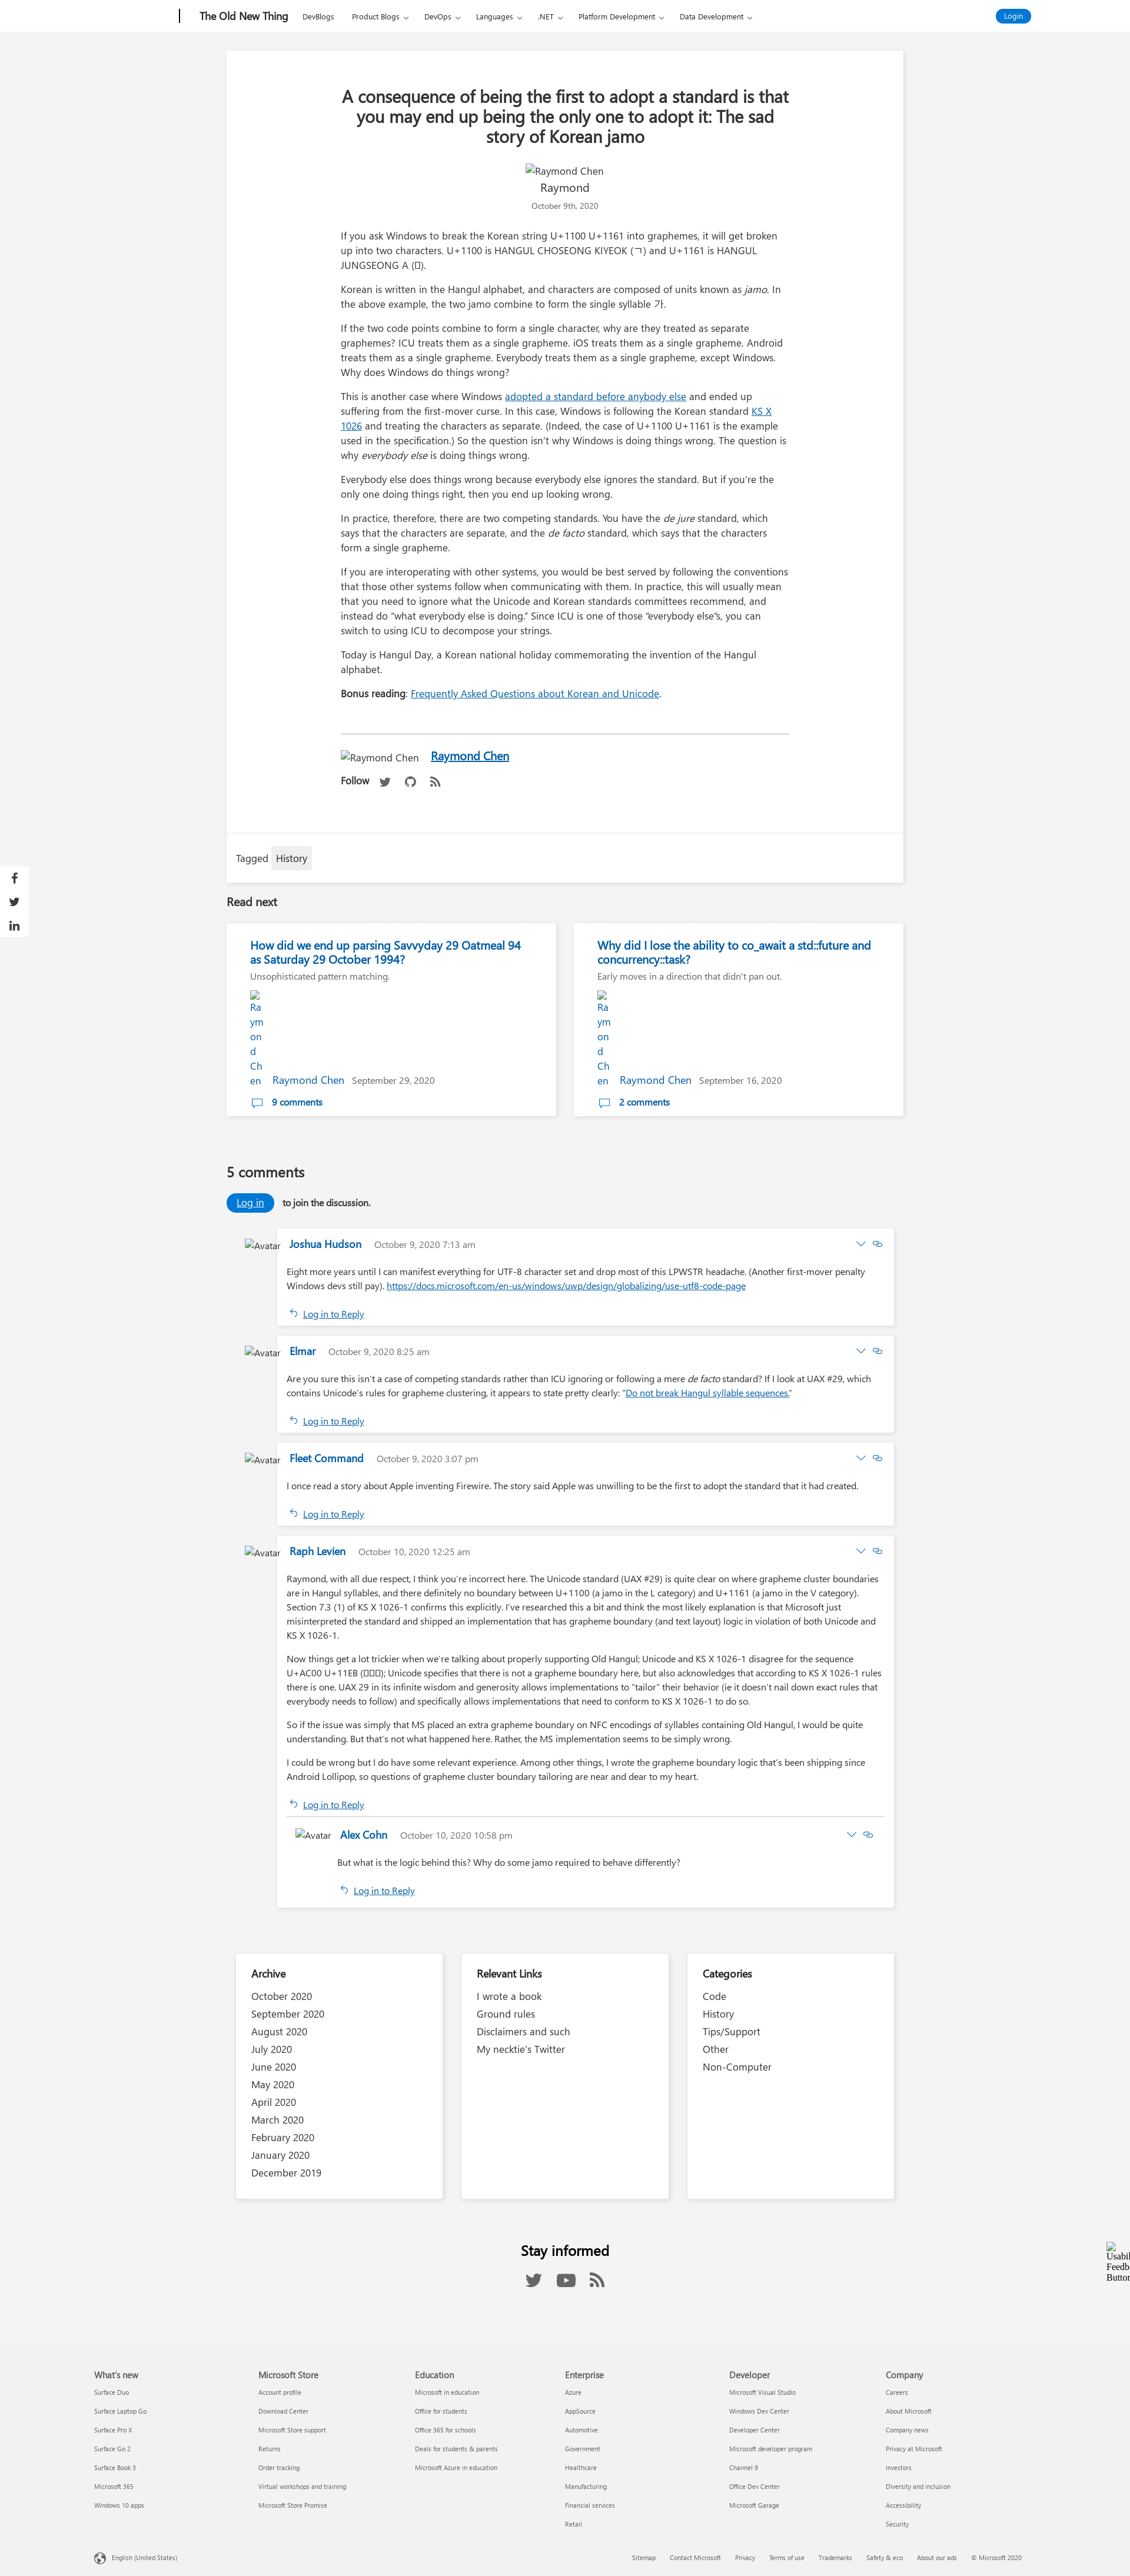 The Old New Thing DevBlogs Product Blogs DevOps Languages .NET Platform Development Data Development Login
A consequence of being the first to adopt a standard is that
you may end up being the only one to adopt it: The sad
story of Korean jamo
Raymond Chen
Raymond
October 9th, 2020
If you ask Windows to break the Korean string U+1100 U+1161 into graphemes, it will get broken
up into two characters. U+1100 is HANGUL CHOSEONG KIYEOK (ᄀ) and U+1161 is HANGUL
JUNGSEONG A (▯).
Korean is written in the Hangul alphabet, and characters are composed of units known as jamo. In
the above example, the two jamo combine to form the single syllable 가.
If the two code points combine to form a single character, why are they treated as separate
graphemes? ICU treats them as a single grapheme. iOS treats them as a single grapheme. Android
treats them as a single grapheme. Everybody treats them as a single grapheme, except Windows.
Why does Windows do things wrong?
This is another case where Windows adopted a standard before anybody else and ended up
suffering from the first-mover curse. In this case, Windows is following the Korean standard KS X
1026 and treating the characters as separate. (Indeed, the case of U+1100 U+1161 is the example
used in the specification.) So the question isn't why Windows is doing things wrong. The question is
why everybody else is doing things wrong.
Everybody else does things wrong because everybody else ignores the standard. But if you're the
only one doing things right, then you end up looking wrong.
In practice, therefore, there are two competing standards. You have the de jure standard, which
says that the characters are separate, and the de facto standard, which says that the characters
form a single grapheme.
If you are interoperating with other systems, you would be best served by following the conventions
that those other systems follow when communicating with them. In practice, this will usually mean
that you need to ignore what the Unicode and Korean standards committees recommend, and
instead do “what everybody else is doing.” Since ICU is one of those “everybody else”s, you can
switch to using ICU to decompose your strings.
Today is Hangul Day, a Korean national holiday commemorating the invention of the Hangul
alphabet.
Bonus reading: Frequently Asked Questions about Korean and Unicode.
Raymond Chen Raymond Chen
Follow
Tagged History
Read next
How did we end up parsing Savvyday 29 Oatmeal 94
as Saturday 29 October 1994?
Unsophisticated pattern matching.
Ra
ym
on
d
Ch
en Raymond Chen September 29, 2020
9 comments
Why did I lose the ability to co_await a std::future and
concurrency::task?
Early moves in a direction that didn't pan out.
Ra
ym
on
d
Ch
en Raymond Chen September 16, 2020
2 comments
5 comments
Log in to join the discussion.
Avatar Joshua Hudson October 9, 2020 7:13 am
Eight more years until I can manifest everything for UTF-8 character set and drop most of this LPWSTR headache. (Another first-mover penalty
Windows devs still pay). https://docs.microsoft.com/en-us/windows/uwp/design/globalizing/use-utf8-code-page
Log in to Reply
Avatar Elmar October 9, 2020 8:25 am
Are you sure this isn't a case of competing standards rather than ICU ignoring or following a mere de facto standard? If I look at UAX #29, which
contains Unicode's rules for grapheme clustering, it appears to state pretty clearly: “Do not break Hangul syllable sequences.”
Log in to Reply
Avatar Fleet Command October 9, 2020 3:07 pm
I once read a story about Apple inventing Firewire. The story said Apple was unwilling to be the first to adopt the standard that it had created.
Log in to Reply
Avatar Raph Levien October 10, 2020 12:25 am
Raymond, with all due respect, I think you're incorrect here. The Unicode standard (UAX #29) is quite clear on where grapheme cluster boundaries
are in Hangul syllables, and there definitely no boundary between U+1100 (a jamo in the L category) and U+1161 (a jamo in the V category).
Section 7.3 (1) of KS X 1026-1 confirms this explicitly. I've researched this a bit and think the most likely explanation is that Microsoft just
misinterpreted the standard and shipped an implementation that has grapheme boundary (and text layout) logic in violation of both Unicode and
KS X 1026-1.
Now things get a lot trickier when we're talking about properly supporting Old Hangul; Unicode and KS X 1026-1 disagree for the sequence
U+AC00 U+11EB (▯▯▯); Unicode specifies that there is not a grapheme boundary here, but also acknowledges that according to KS X 1026-1 rules
there is one. UAX 29 in its infinite wisdom and generosity allows implementations to “tailor” their behavior (ie it doesn't nail down exact rules that
everybody needs to follow) and specifically allows implementations that need to conform to KS X 1026-1 to do so.
So if the issue was simply that MS placed an extra grapheme boundary on NFC encodings of syllables containing Old Hangul, I would be quite
understanding. But that's not what happened here. Rather, the MS implementation seems to be simply wrong.
I could be wrong but I do have some relevant experience. Among other things, I wrote the grapheme boundary logic that's been shipping since
Android Lollipop, so questions of grapheme cluster boundary tailoring are near and dear to my heart.
Log in to Reply
Avatar Alex Cohn October 10, 2020 10:58 pm
But what is the logic behind this? Why do some jamo required to behave differently?
Log in to Reply
Archive
October 2020
September 2020
August 2020
July 2020
June 2020
May 2020
April 2020
March 2020
February 2020
January 2020
December 2019
Relevant Links
I wrote a book
Ground rules
Disclaimers and such
My necktie's Twitter
Categories
Code
History
Tips/Support
Other
Non-Computer
Stay informed
Usabil
Feedb
Button
What's new
Surface Duo
Surface Laptop Go
Surface Pro X
Surface Go 2
Surface Book 3
Microsoft 365
Windows 10 apps
Microsoft Store
Account profile
Download Center
Microsoft Store support
Returns
Order tracking
Virtual workshops and training
Microsoft Store Promise
Education
Microsoft in education
Office for students
Office 365 for schools
Deals for students & parents
Microsoft Azure in education
Enterprise
Azure
AppSource
Automotive
Government
Healthcare
Manufacturing
Financial services
Retail
Developer
Microsoft Visual Studio
Windows Dev Center
Developer Center
Microsoft developer program
Channel 9
Office Dev Center
Microsoft Garage
Company
Careers
About Microsoft
Company news
Privacy at Microsoft
Investors
Diversity and inclusion
Accessibility
Security
English (United States) Sitemap Contact Microsoft Privacy Terms of use Trademarks Safety & eco About our ads © Microsoft 2020